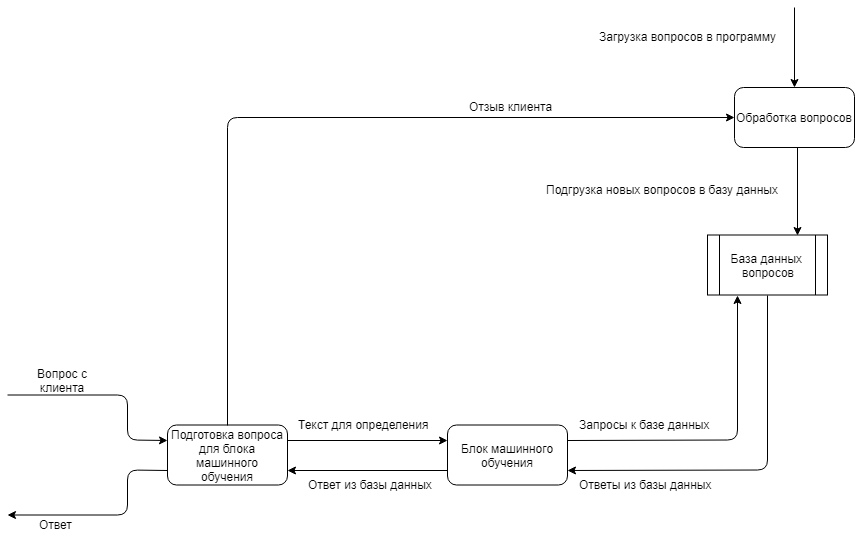 Загрузка вопросов в программу
Отзыв клиента
Обработка вопросов
Подгрузка новых вопросов в базу данных
База данных
вопросов
Вопрос с
клиента
Подготовка вопроса
для блока
машинного
обучения
Текст для определения
Блок машинного
обучения
Запросы к базе данных
Ответ из базы данных
Ответы из базы данных
Ответ